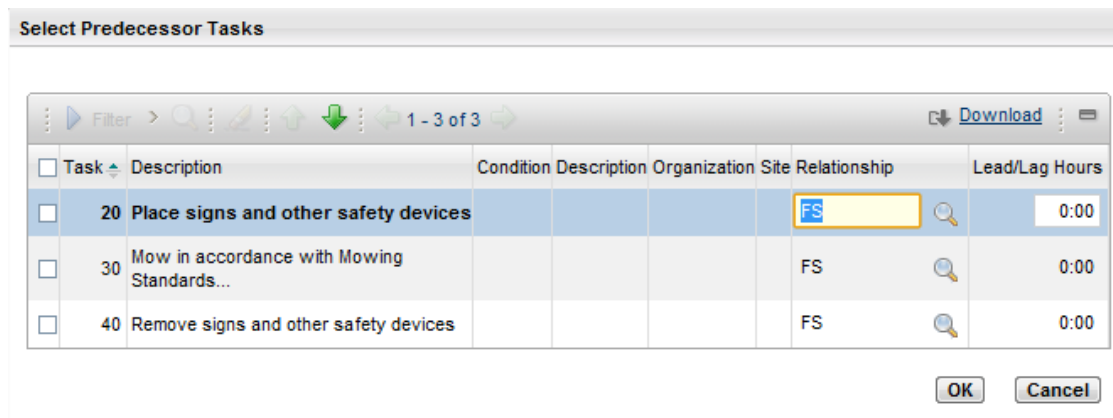 Select Predecessor Tasks
Filter 1 - 3 of 3 Download
Task Description Condition Description Organization Site Relationship Lead/Lag Hours
20 Place signs and other safety devices FS 0:00
30 Mow in accordance with Mowing Standards... FS 0:00
40 Remove signs and other safety devices FS 0:00
OK Cancel